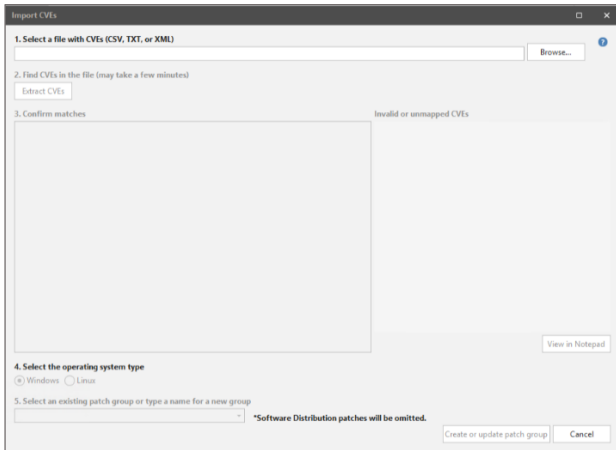 Import CVEs
1. Select a file with CVEs (CSV, TXT, or XML)
Browse...
?
2. Find CVEs in the file (may take a few minutes)
Extract CVEs
3. Confirm matches
Invalid or unmapped CVEs
View in Notepad
4. Select the operating system type
Windows Linux
5. Select an existing patch group or type a name for a new group
*Software Distribution patches will be omitted.
Create or update patch group Cancel